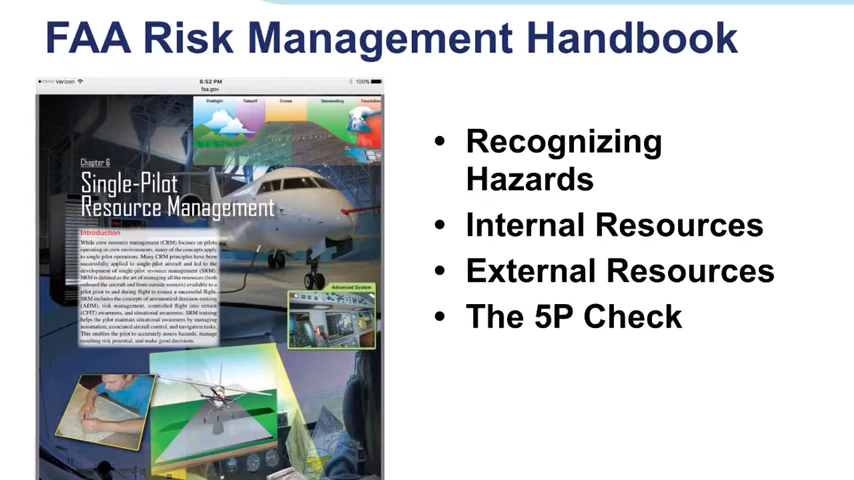 FAA Risk Management Handbook
Verizon
6:52 PM
100%
faa.gov
Preflight Takeoff Cruise Descending
Chapter 6
Single-Pilot
Resource Management
Introduction
While crew resource management (CRM) focuses on pilots
operating in crew environments, many of the concepts apply
to single-pilot operations. Many CRM principles have been
successfully applied to single-pilot aircraft and led to the
development of single-pilot resource management (SRM).
SRM is defined as the art of managing all the resources (both
onboard the aircraft and from outside sources) available to a
pilot prior to and during flight to ensure a successful flight.
SRM includes the concepts of aeronautical decision-making
(ADM), risk management, controlled flight into terrain
(CFIT) awareness, and situational awareness. SRM training
helps the pilot maintain situational awareness by managing
automation, associated aircraft control, and navigation tasks.
This enables the pilot to accurately assess hazards, manage
resulting risk potential, and make good decisions.
Advanced System
• Recognizing
Hazards
• Internal Resources
• External Resources
• The 5P Check